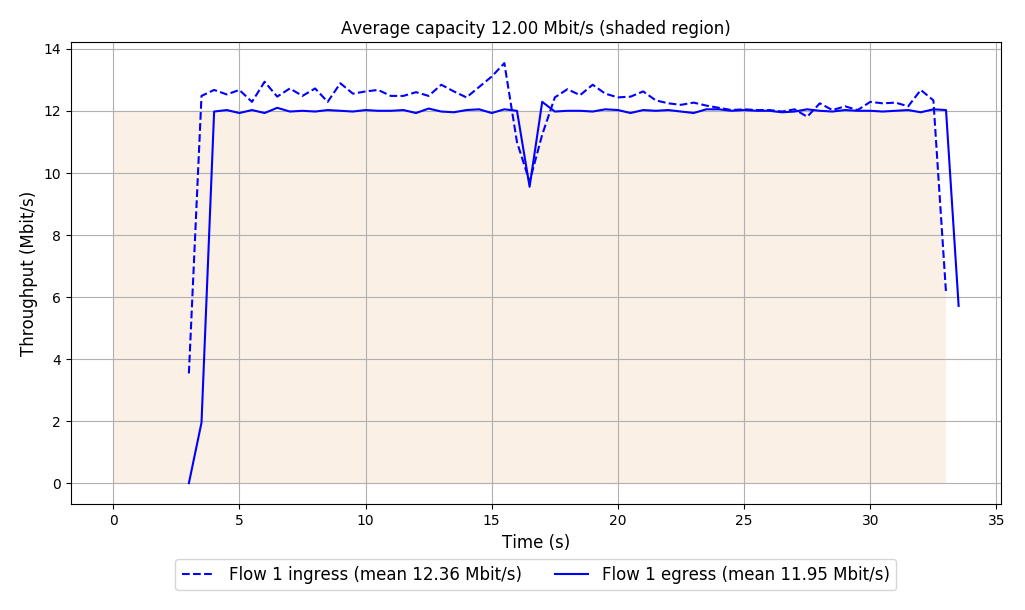 Average capacity 12.00 Mbit/s (shaded region)
14
12
10
8
6
4
2
0
Throughput (Mbit/s)
0 5 10 15 20 25 30 35
Time (s)
Flow 1 ingress (mean 12.36 Mbit/s) Flow 1 egress (mean 11.95 Mbit/s)